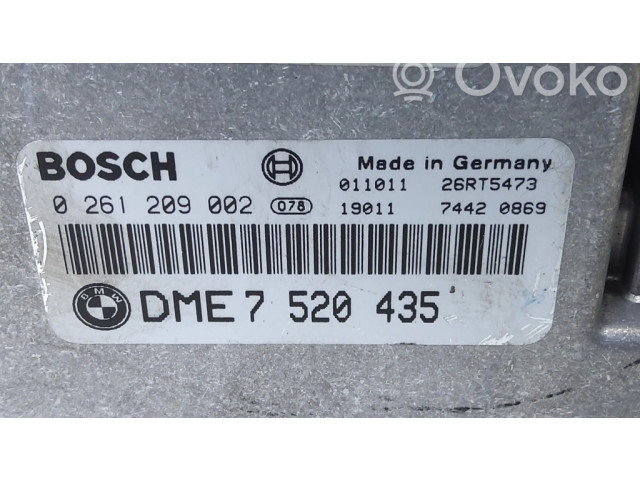 Ovoko
BOSCH
Made in Germany
011011 26RT5473
0 261 209 002 078 19011 7442 0869
BMW DME 7 520 435